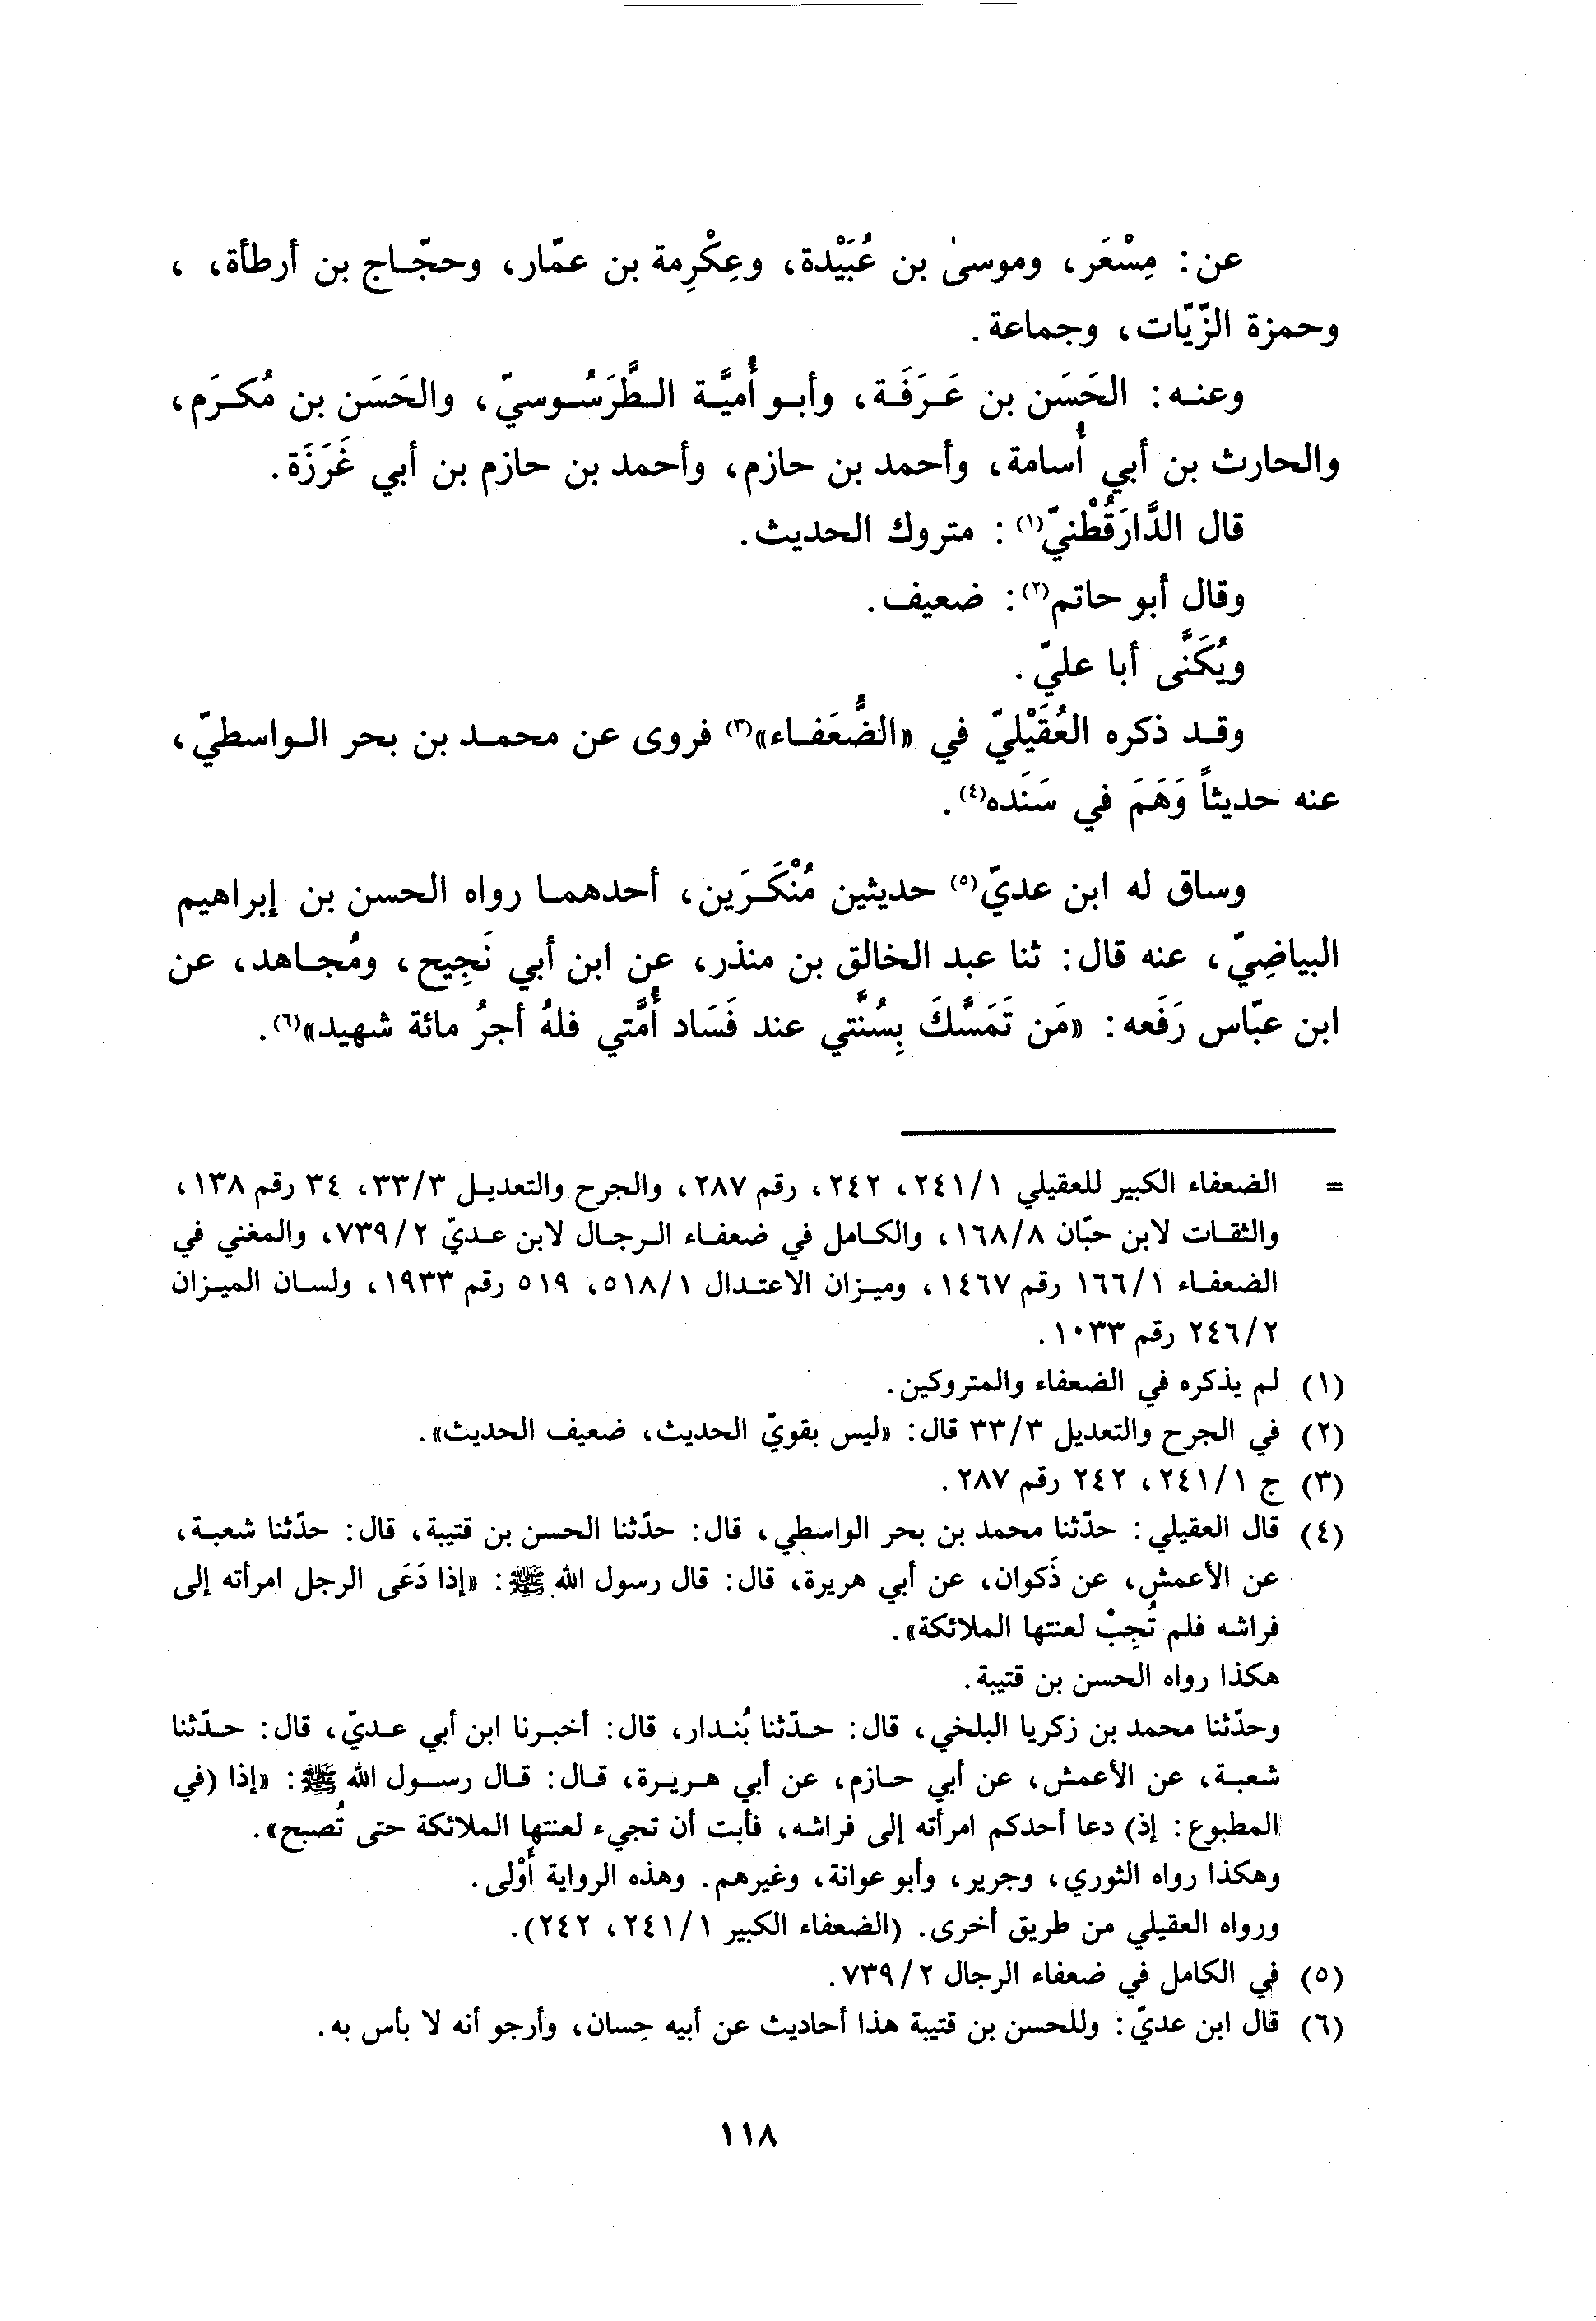 عن: مِسْعَر، وموسىٰ بن عُبَيْدة، وعِكْرِمة بن عمّار، وحجّاج بن أرطأة، ،
وحمزة الزّيّات، وجماعة.
وعنه: الحَسَن بن عَرَفَة، وأبو أُميَّة الطَّرَسُوسيّ، والحَسَن بن مُكرَم،
والحارث بن أبي أُسامة، وأحمد بن حازم، وأحمد بن حازم بن أبي غَرَزَة.
قال الدَّارَقُطْنيّ(١): متروك الحديث.
وقال أبو حاتم(٢): ضعيف.
ويُكَنَّى أبا عليّ.
وقد ذكره العُقَيْليّ في «الضُّعَفاء»(٣) فروى عن محمد بن بحر الواسطيّ،
عنه حديثاً وَهَمَ في سَنَده(٤).
وساق له ابن عديّ(٥) حديثين مُنْكَرَين، أحدهما رواه الحسن بن إبراهيم
البياضِيّ، عنه قال: ثنا عبد الخالق بن منذر، عن ابن أبي نَجِيح، ومُجاهد، عن
ابن عبّاس رَفَعه: «مَن تَمَسَّكَ بِسُنَّتي عند فَسَاد أُمَّتي فلهُ أجرُ مائة شهيد»(٦).
= الضعفاء الكبير للعقيلي ٢٤١/١، ٢٤٢، رقم ٢٨٧، والجرح والتعديل ٣٣/٣، ٣٤ رقم ١٣٨،
والثقات لابن حبّان ١٦٨/٨، والكامل في ضعفاء الرجال لابن عديّ ٧٣٩/٢، والمغني في
الضعفاء ١٦٦/١ رقم ١٤٦٧، وميزان الاعتدال ٥١٨/١، ٥١٩ رقم ١٩٣٣، ولسان الميزان
٢٤٦/٢ رقم ١٠٣٣.
(١) لم يذكره في الضعفاء والمتروكين.
(٢) في الجرح والتعديل ٣٣/٣ قال: «ليس بقويّ الحديث، ضعيف الحديث».
(٣) ج ٢٤١/١، ٢٤٢ رقم ٢٨٧.
(٤) قال العقيلي: حدّثنا محمد بن بحر الواسطي، قال: حدّثنا الحسن بن قتيبة، قال: حدّثنا شعبة،
عن الأعمش، عن ذَكوان، عن أبي هريرة، قال: قال رسول الله ﷺ: «إذا دَعَى الرجل امرأته إلى
فراشه فلم تُجِبْ لعنتها الملائكة».
هكذا رواه الحسن بن قتيبة.
وحدّثنا محمد بن زكريا البلخي، قال: حدّثنا بُندار، قال: أخبرنا ابن أبي عديّ، قال: حدّثنا
شعبة، عن الأعمش، عن أبي حازم، عن أبي هريرة، قال: قال رسول الله ﷺ: «إذا (في
المطبوع: إذ) دعا أحدكم امرأته إلى فراشه، فأبت أن تجيء لعنتها الملائكة حتى تُصبح».
وهكذا رواه الثوري، وجرير، وأبو عوانة، وغيرهم. وهذه الرواية أَوْلى.
ورواه العقيلي من طريق أخرى. (الضعفاء الكبير ٢٤١/١، ٢٤٢).
(٥) في الكامل في ضعفاء الرجال ٧٣٩/٢.
(٦) قال ابن عديّ: وللحسن بن قتيبة هذا أحاديث عن أبيه حِسان، وأرجو أنه لا بأس به.
١١٨